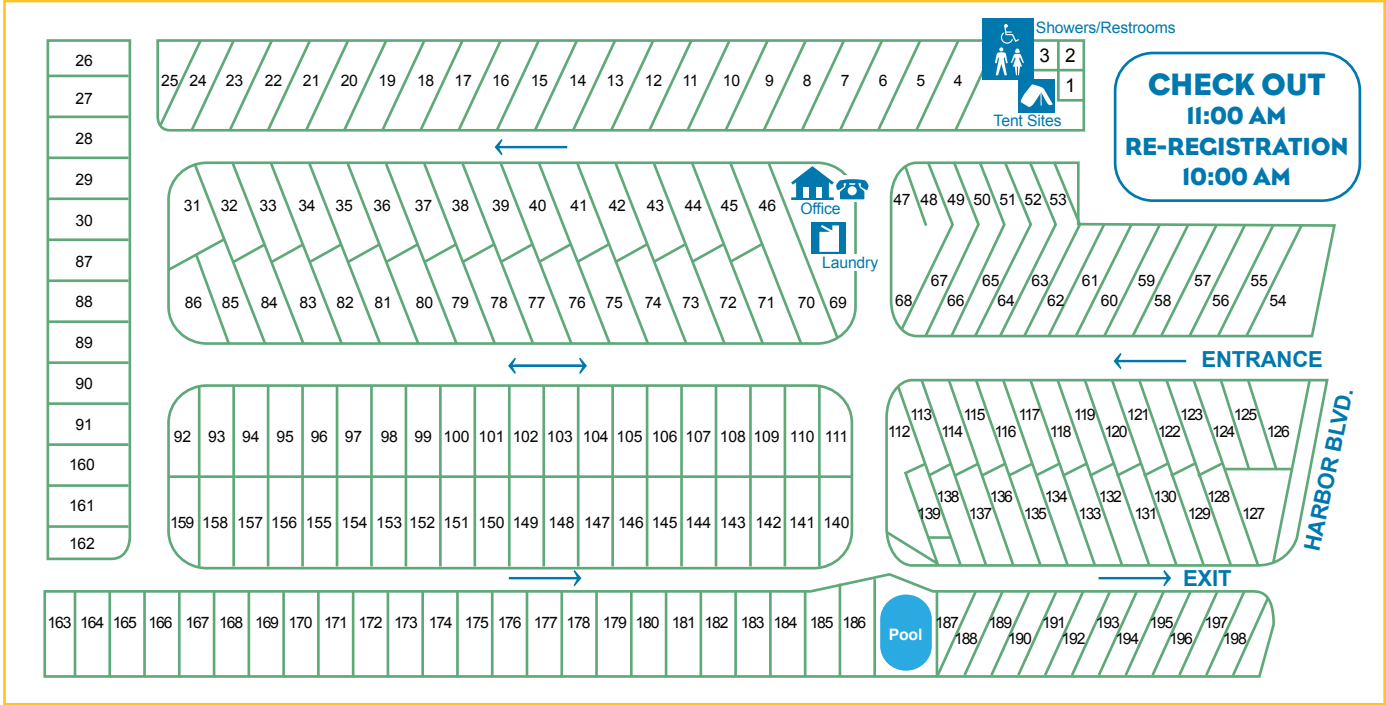 Showers/Restrooms
26
25 24 23 22 21 20 19 18 17 16 15 14 13 12 11 10 9 8 7 6 5 4
3 2
1
Tent Sites
CHECK OUT
11:00 AM
RE-REGISTRATION
10:00 AM
27
28
29
30
87
88
89
90
91
160
161
162
31 32 33 34 35 36 37 38 39 40 41 42 43 44 45 46
Office
Laundry
86 85 84 83 82 81 80 79 78 77 76 75 74 73 72 71 70 69
47 48 49 50 51 52 53
67 65 63 61 59 57 55
68 66 64 62 60 58 56 54
ENTRANCE
92 93 94 95 96 97 98 99 100 101 102 103 104 105 106 107 108 109 110 111
159 158 157 156 155 154 153 152 151 150 149 148 147 146 145 144 143 142 141 140
113 115 117 119 121 123 125
112 114 116 118 120 122 124 126
138 136 134 132 130 128
139 137 135 133 131 129 127
HARBOR BLVD.
EXIT
163 164 165 166 167 168 169 170 171 172 173 174 175 176 177 178 179 180 181 182 183 184 185 186
Pool
187 189 191 193 195 197
188 190 192 194 196 198